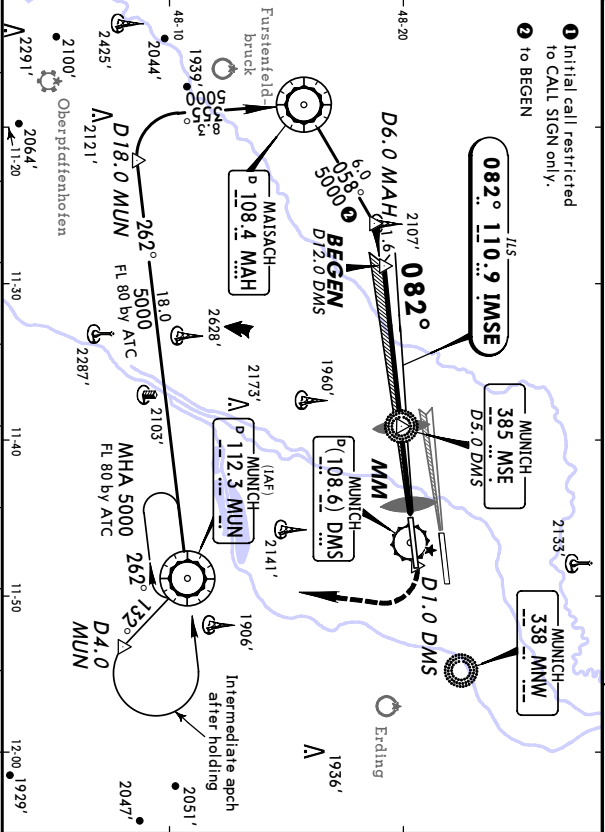 ❶ Initial call restricted
to CALL SIGN only.
❷ to BEGEN
48-10
48-20
ILS
082° 110.9 IMSE
Furstenfeld-
bruck
2425'
2044'
1939'
2100'
2291'
Oberpfaffenhofen
2064'
2121'
11-20
D18.0 MUN
8.3
355°
5000
MAISACH
D 108.4 MAH
6.0
058°
5000 ❷
D6.0 MAH
2107'
1.6
BEGEN
D12.0 DMS
082°
11-30
262°
18.0
5000
FL 80 by ATC
2628'
2287'
2103'
2173'
1960'
MUNICH
385 MSE
D5.0 DMS
11-40
MHA 5000
FL 80 by ATC
(IAF)
MUNICH
D 112.3 MUN
MM
MUNICH
D (108.6) DMS
2141'
2133'
D1.0 DMS
MUNICH
338 MNW
11-50
262°
132°
D4.0
MUN
1906'
Intermediate apch
after holding
Erding
1936'
12-00
1929'
2047'
2051'